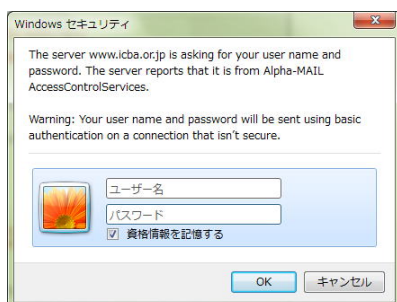 Windows セキュリティ
The server www.icba.or.jp is asking for your user name and
password. The server reports that it is from Alpha-MAIL
AccessControlServices.
Warning: Your user name and password will be sent using basic
authentication on a connection that isn't secure.
ユーザー名
パスワード
資格情報を記憶する
OK
キャンセル